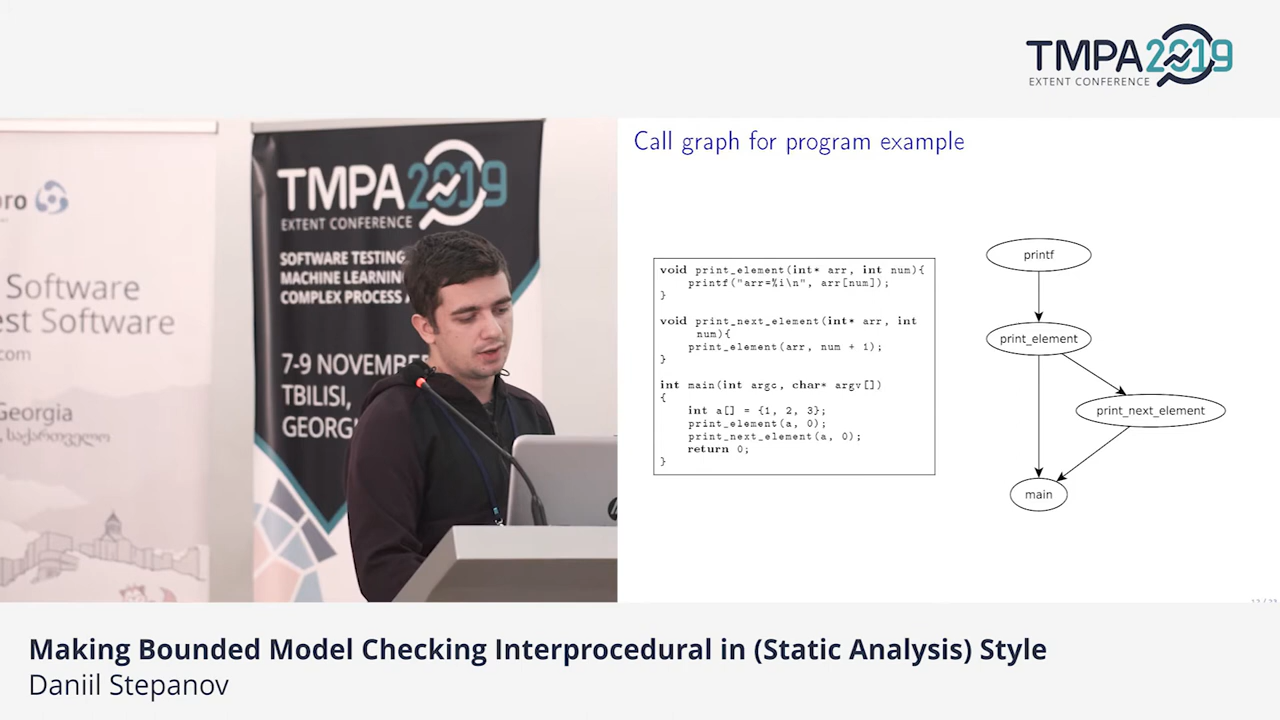 TMPA2019
EXTENT CONFERENCE
pro
Software
est Software
.com
Georgia
, საქართველო
TMPA2019
EXTENT CONFERENCE
SOFTWARE TESTING,
MACHINE LEARNING
COMPLEX PROCESS A
7-9 NOVEMBER
TBILISI,
GEORG
Call graph for program example
void print_element(int* arr, int num){
printf("arr=%i\n", arr[num]);
}
void print_next_element(int* arr, int
num){
print_element(arr, num + 1);
}
int main(int argc, char* argv[])
{
int a[] = {1, 2, 3};
print_element(a, 0);
print_next_element(a, 0);
return 0;
}
printf
print_element
print_next_element
main
Making Bounded Model Checking Interprocedural in (Static Analysis) Style
Daniil Stepanov